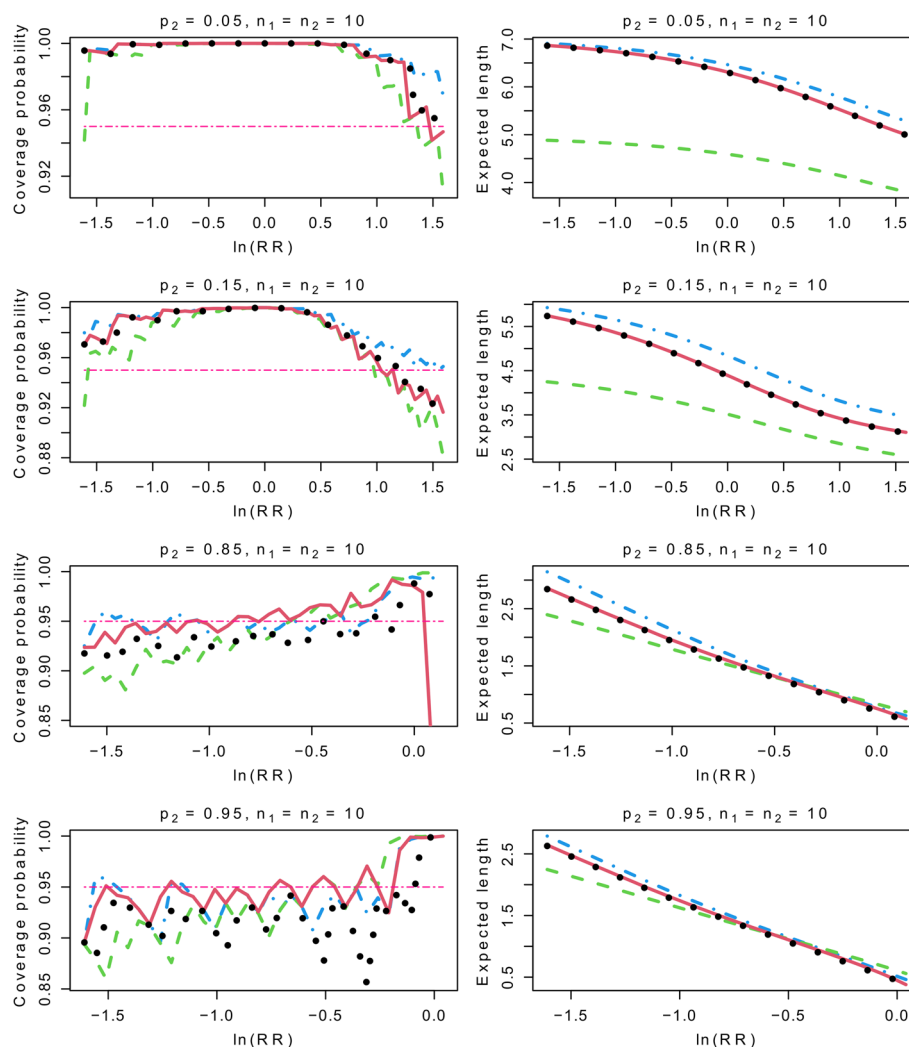 p2 = 0.05, n1 = n2 = 10
Coverage probability
0.92 0.96 1.00
−1.5 −1.0 −0.5 0.0 0.5 1.0 1.5
ln(RR)
p2 = 0.05, n1 = n2 = 10
Expected length
4.0 5.0 6.0 7.0
−1.5 −1.0 −0.5 0.0 0.5 1.0 1.5
ln(RR)
p2 = 0.15, n1 = n2 = 10
Coverage probability
0.88 0.92 0.96 1.00
−1.5 −1.0 −0.5 0.0 0.5 1.0 1.5
ln(RR)
p2 = 0.15, n1 = n2 = 10
Expected length
2.5 3.5 4.5 5.5
−1.5 −1.0 −0.5 0.0 0.5 1.0 1.5
ln(RR)
p2 = 0.85, n1 = n2 = 10
Coverage probability
0.85 0.90 0.95 1.00
−1.5 −1.0 −0.5 0.0
ln(RR)
p2 = 0.85, n1 = n2 = 10
Expected length
0.5 1.5 2.5
−1.5 −1.0 −0.5 0.0
ln(RR)
p2 = 0.95, n1 = n2 = 10
Coverage probability
0.85 0.90 0.95 1.00
−1.5 −1.0 −0.5 0.0
ln(RR)
p2 = 0.95, n1 = n2 = 10
Expected length
0.5 1.5 2.5
−1.5 −1.0 −0.5 0.0
ln(RR)